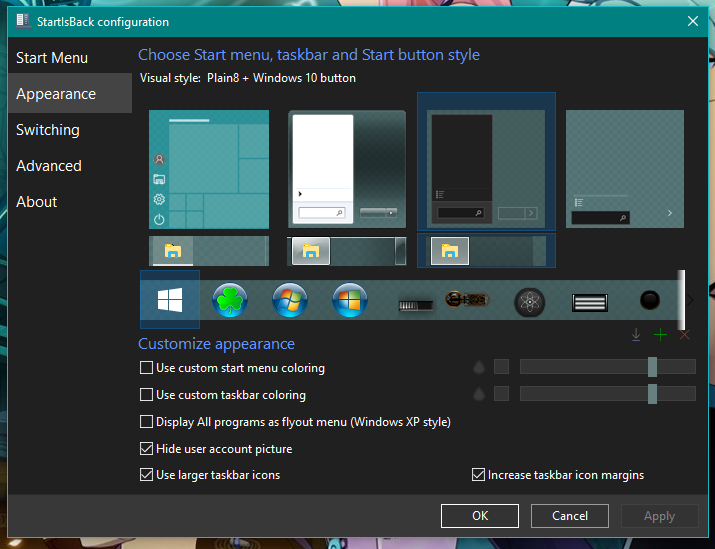 StartIsBack configuration
Start Menu
Appearance
Switching
Advanced
About
Choose Start menu, taskbar and Start button style
Visual style: Plain8 + Windows 10 button
Customize appearance
Use custom start menu coloring
Use custom taskbar coloring
Display All programs as flyout menu (Windows XP style)
Hide user account picture
Use larger taskbar icons
Increase taskbar icon margins
OK
Cancel
Apply